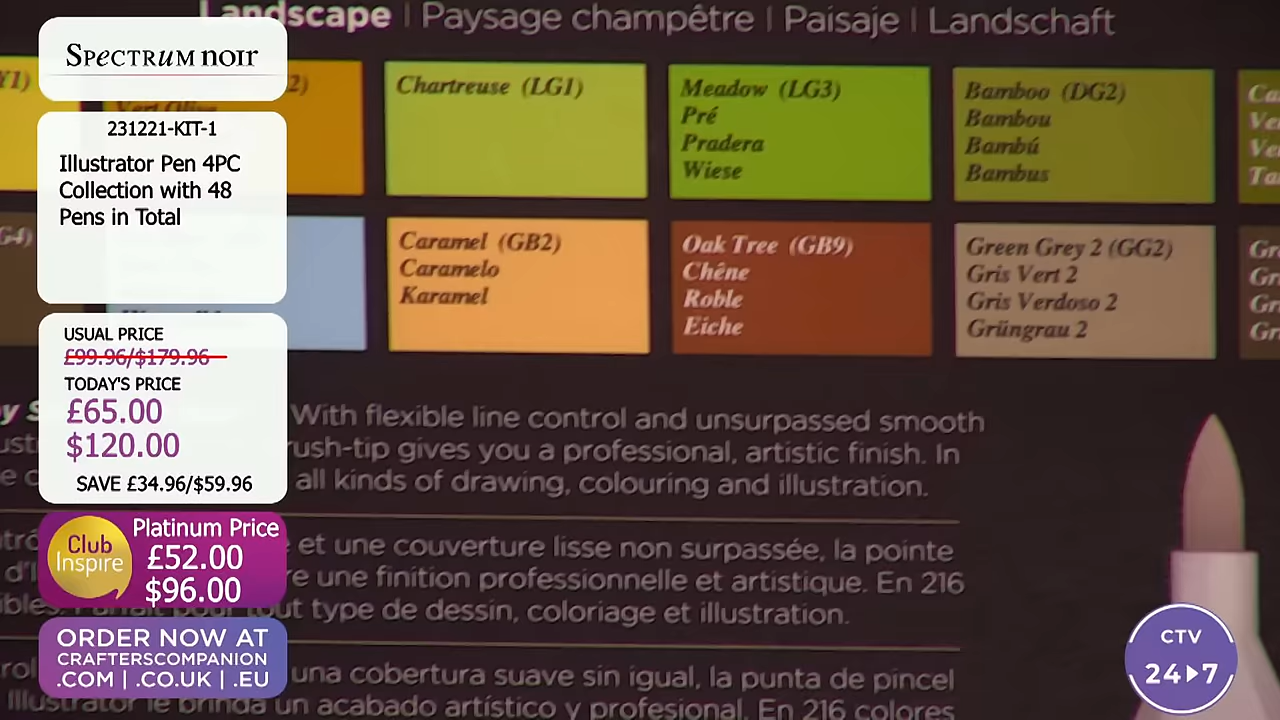 Landscape | Paysage champêtre | Paisaje | Landschaft
SPECTRUM noir
231221-KIT-1
Illustrator Pen 4PC
Collection with 48
Pens in Total
USUAL PRICE
£99.96/$179.96
TODAY'S PRICE
£65.00
$120.00
SAVE £34.96/$59.96
Club
Inspire
Platinum Price
£52.00
$96.00
ORDER NOW AT
CRAFTERSCOMPANION
.COM | .CO.UK | .EU
Chartreuse (LG1)
Meadow (LG3)
Pré
Pradera
Wiese
Bamboo (DG2)
Bambou
Bambú
Bambus
Caramel (GB2)
Caramelo
Karamel
Oak Tree (GB9)
Chêne
Roble
Eiche
Green Grey 2 (GG2)
Gris Vert 2
Gris Verdoso 2
Grüngrau 2
With flexible line control and unsurpassed smooth
rush-tip gives you a professional, artistic finish. In
all kinds of drawing, colouring and illustration.
et une couverture lisse non surpassée, la pointe
une finition professionnelle et artistique. En 216
tout type de dessin, coloriage et illustration.
una cobertura suave sin igual, la punta de pincel
Illustrator le brinda un acabado artístico y profesional. En 216 colores
CTV
24▶7